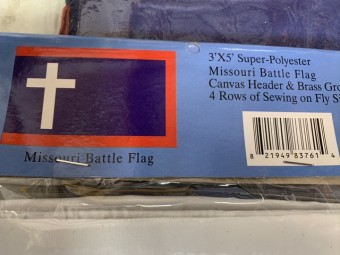 3'X5' Super-Polyester
Missouri Battle Flag
Canvas Header & Brass Gro
4 Rows of Sewing on Fly S
Missouri Battle Flag
8 21949 83761 4